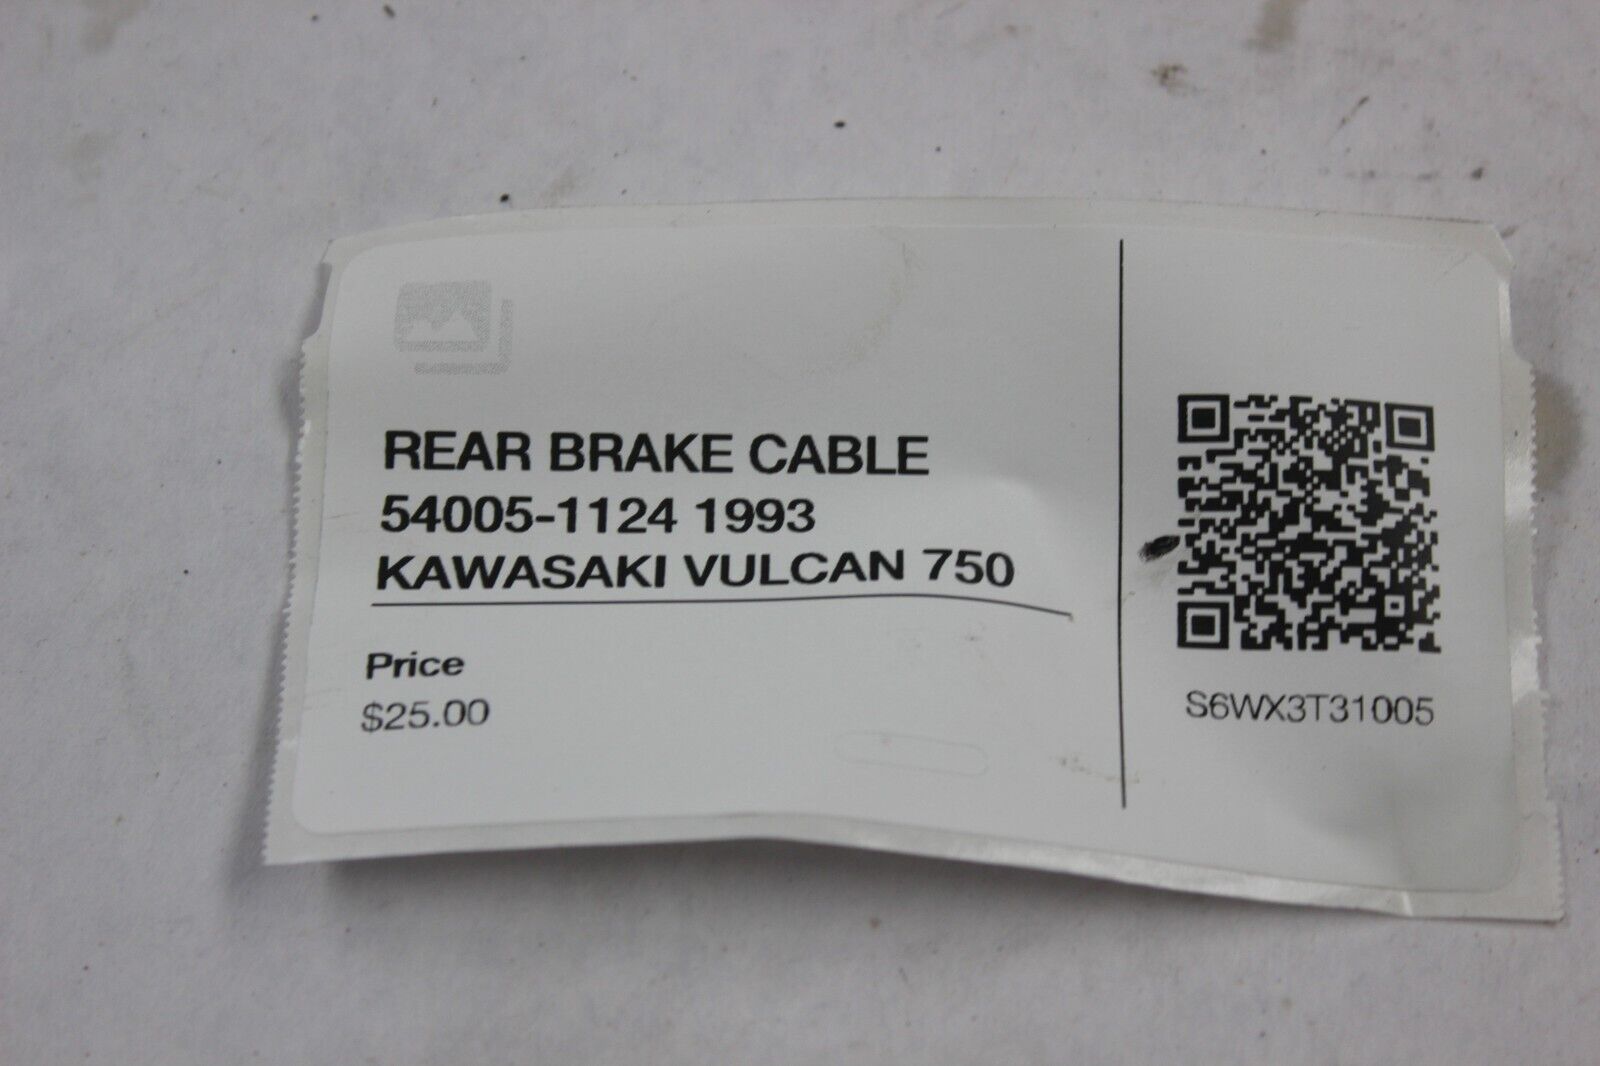 REAR BRAKE CABLE
54005-1124 1993
KAWASAKI VULCAN 750
Price
$25.00
S6WX3T31005